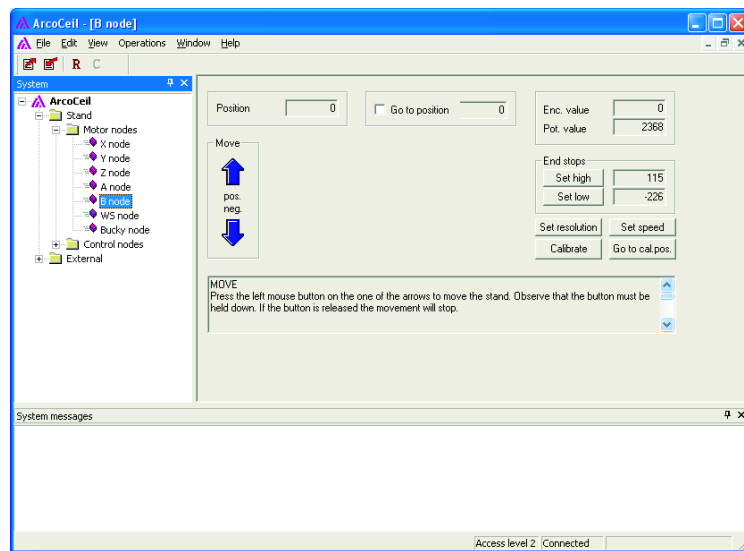 ArcoCeil - [B node]
File Edit View Operations Window Help
R C
System
ArcoCeil
Stand
Motor nodes
X node
Y node
Z node
A node
B node
WS node
Bucky node
Control nodes
External
Position 0
Go to position 0
Enc. value 0
Pot. value 2368
Move
pos.
neg.
End stops
Set high 115
Set low -226
Set resolution Set speed
Calibrate Go to cal.pos.
MOVE
Press the left mouse button on the one of the arrows to move the stand. Observe that the button must be
held down. If the button is released the movement will stop.
System messages
Access level 2 Connected